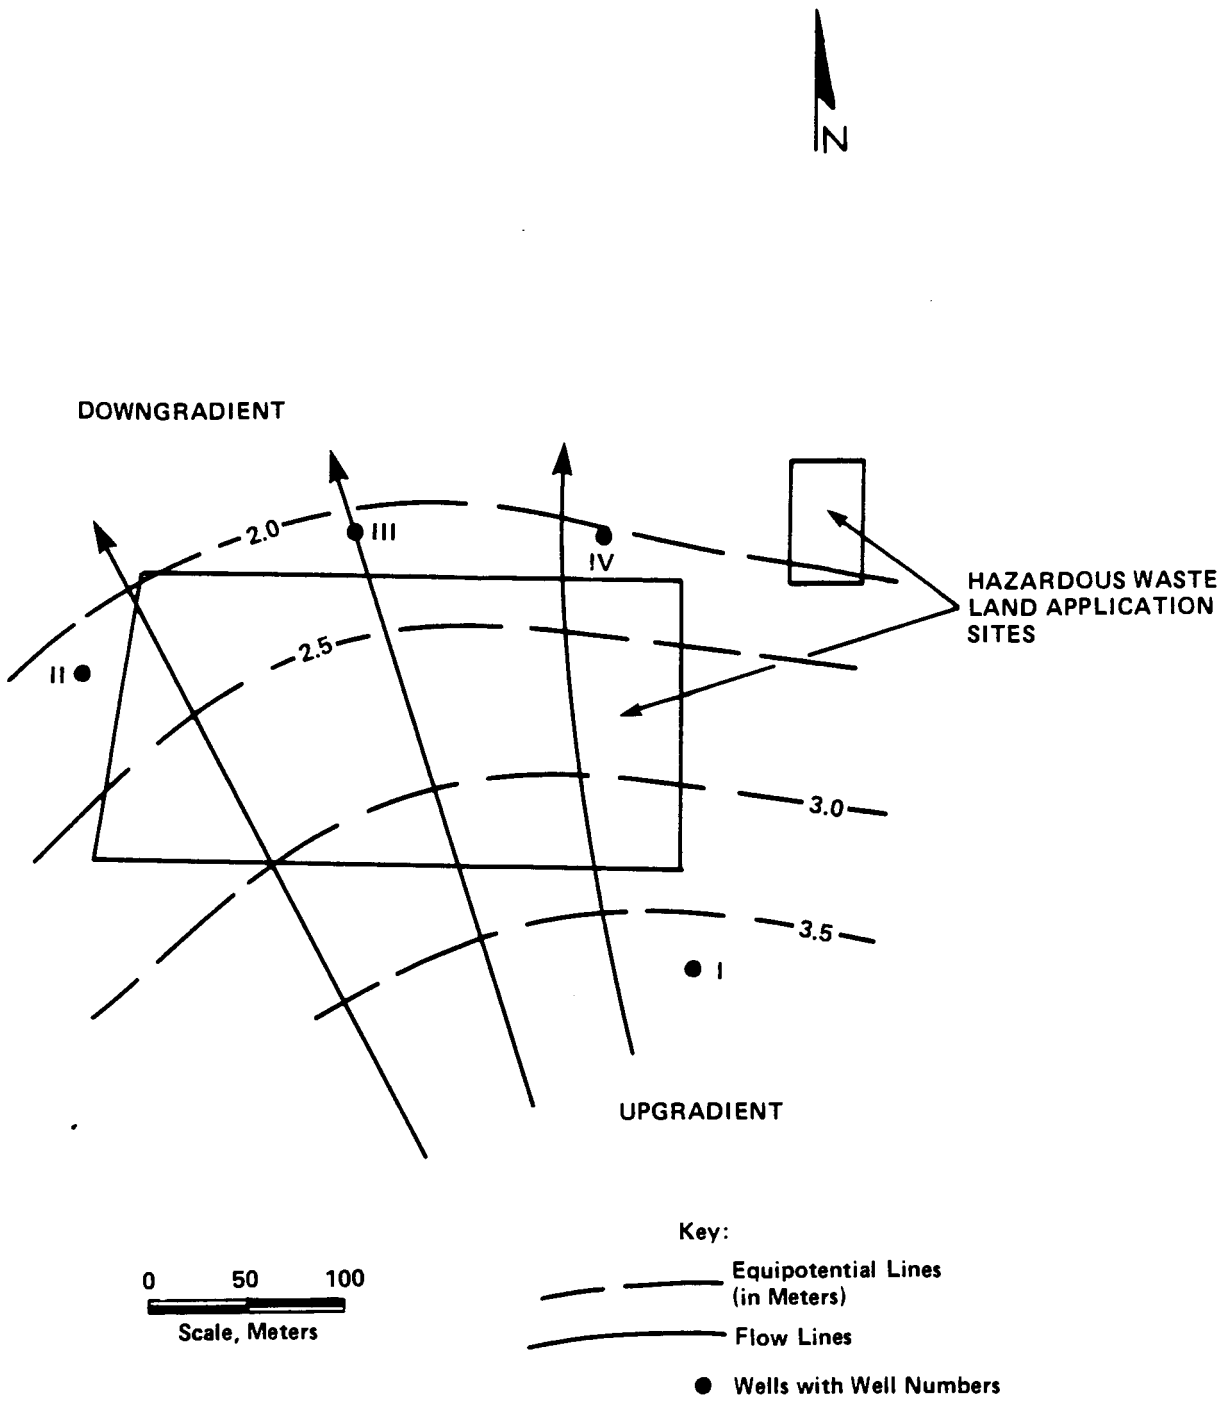 N
DOWNGRADIENT
2.0
III
IV
HAZARDOUS WASTE
LAND APPLICATION
SITES
2.5
II
3.0
3.5
I
UPGRADIENT
Key:
0 50 100
Scale, Meters
Equipotential Lines
(in Meters)
Flow Lines
Wells with Well Numbers